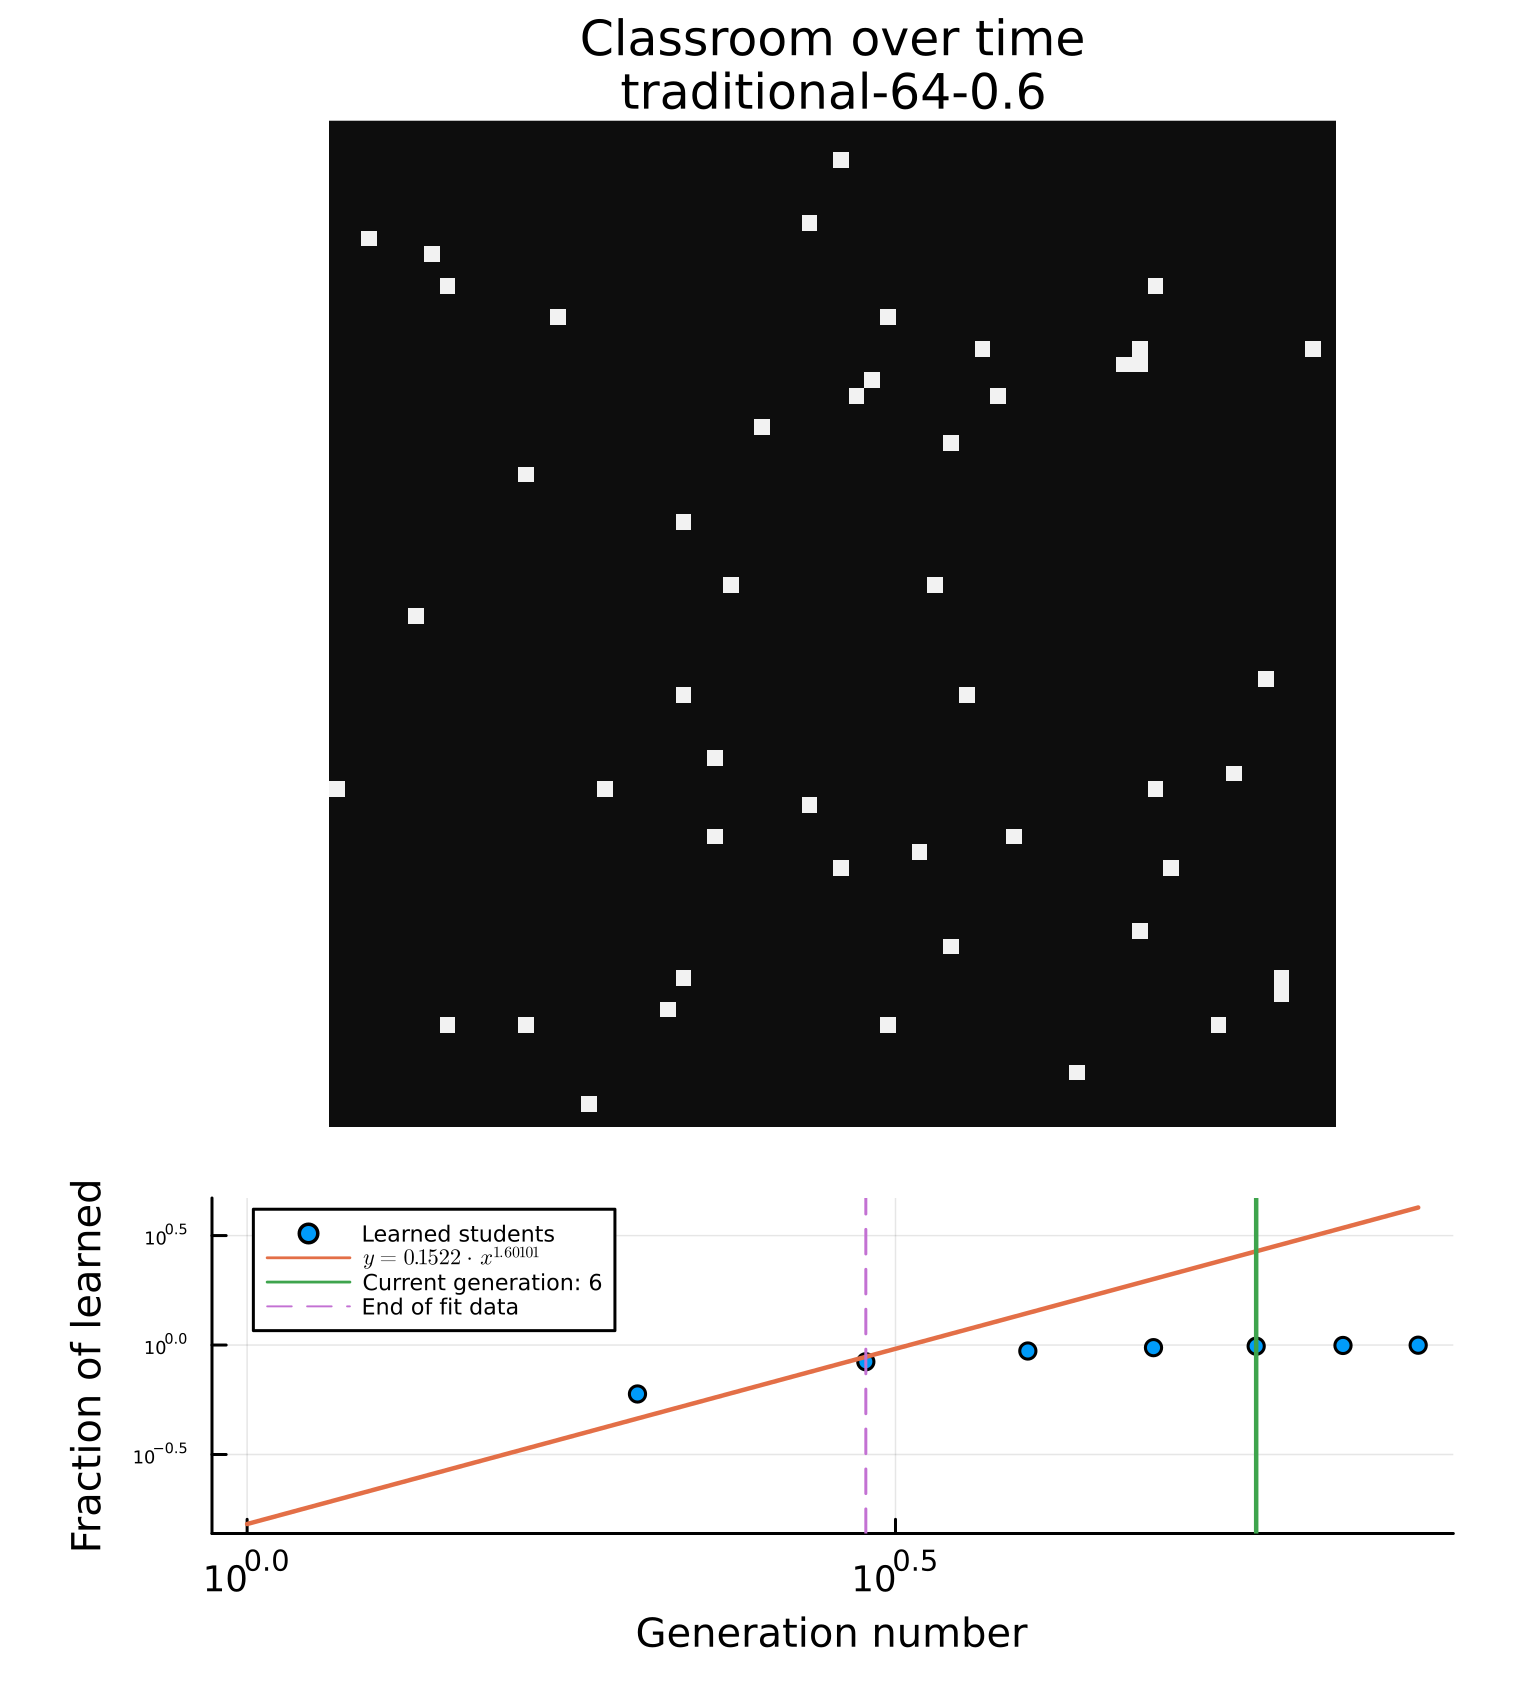 Classroom over time
traditional-64-0.6
Fraction of learned
10^0.5
10^0.0
10^−0.5
Learned students
y = 0.1522 · x^1.60101
Current generation: 6
End of fit data
10^0.0
10^0.5
Generation number